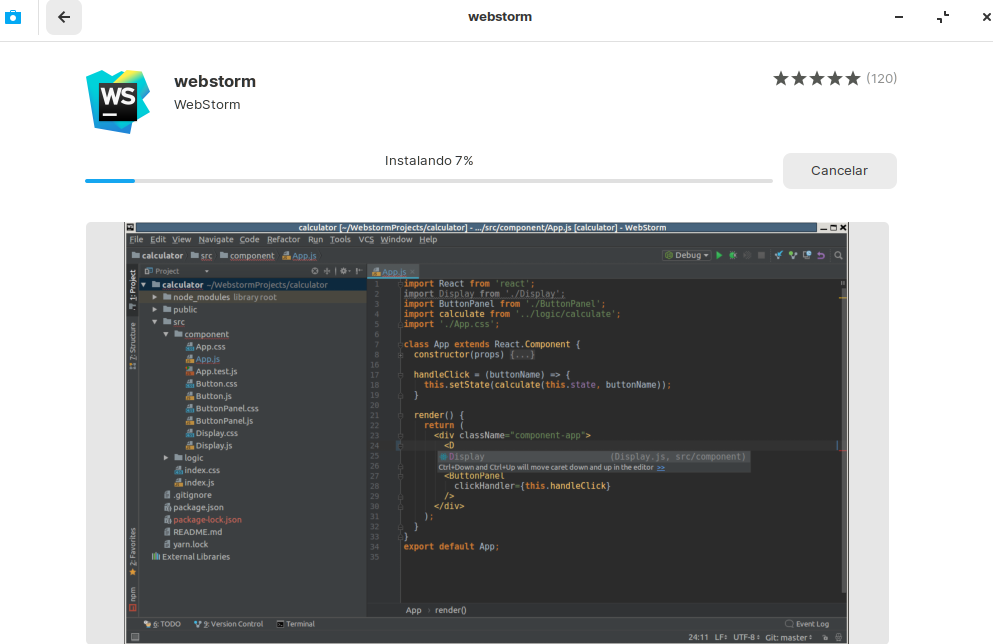 webstorm
WS
webstorm
WebStorm
(120)
Instalando 7%
Cancelar
calculator [~/WebstormProjects/calculator] - .../src/component/App.js [calculator] - WebStorm
File Edit View Navigate Code Refactor Run Tools VCS Window Help
calculator src component App.js
Debug
Project
App.js
1: Project
7: Structure
2: Favorites
npm
calculator ~/WebstormProjects/calculator
node_modules library root
public
src
component
App.css
App.js
App.test.js
Button.css
Button.js
ButtonPanel.css
ButtonPanel.js
Display.css
Display.js
logic
index.css
index.js
.gitignore
package.json
package-lock.json
README.md
yarn.lock
External Libraries
1 import React from 'react';
2 import Display from './Display';
3 import ButtonPanel from './ButtonPanel';
4 import calculate from '../logic/calculate';
5 import './App.css';
6
7 class App extends React.Component {
8 constructor(props) {...}
16
17 handleClick = (buttonName) => {
18 this.setState(calculate(this.state, buttonName));
19 }
20
21 render() {
22 return (
23 <div className="component-app">
24 <D
25 Display (Display.js, src/component)
26 Ctrl+Down and Ctrl+Up will move caret down and up in the editor >>
27 <ButtonPanel
28 clickHandler={this.handleClick}
29 />
30 </div>
31 );
32 }
33 }
34 export default App;
35
App › render()
6: TODO 9: Version Control Terminal Event Log
24:11 LF÷ UTF-8÷ Git: master÷